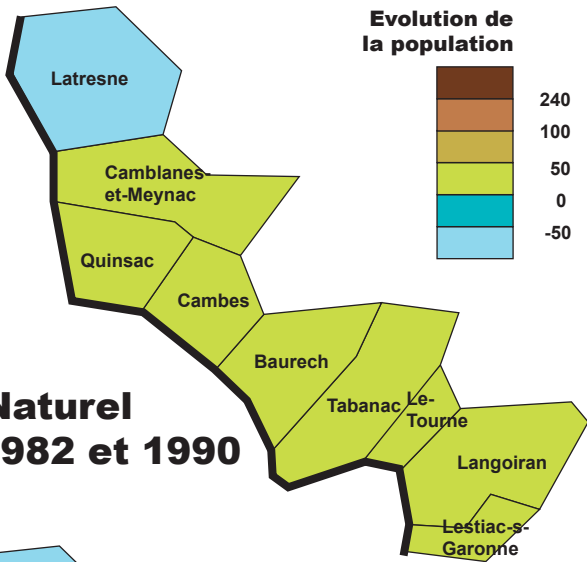 Evolution de
la population
240
100
50
0
-50
Latresne
Camblanes-
et-Meynac
Quinsac
Cambes
Baurech
Tabanac
Le-
Tourne
Langoiran
Lestiac-s-
Garonne
Naturel
982 et 1990